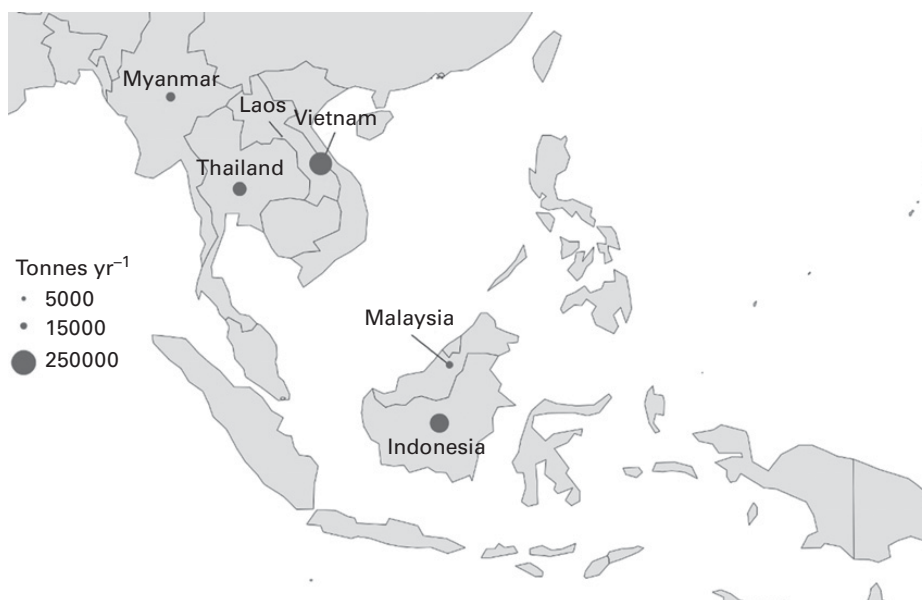 Myanmar
Laos
Vietnam
Thailand
Tonnes yr⁻¹
5000
15000
250000
Malaysia
Indonesia